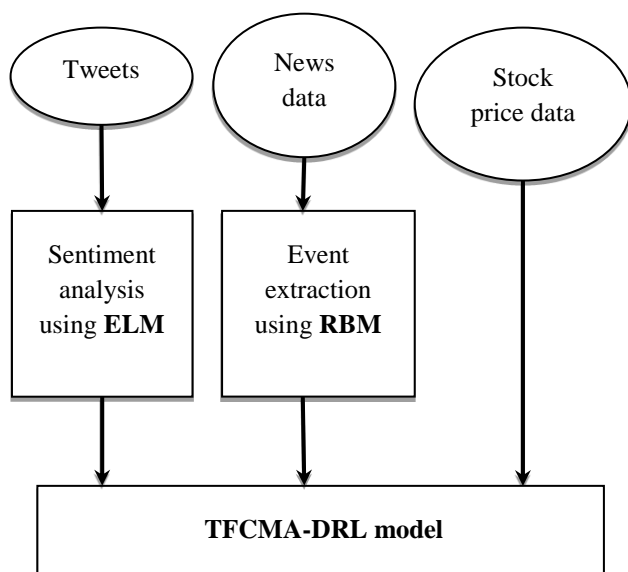 Tweets
News
data
Stock
price data
Sentiment
analysis
using ELM
Event
extraction
using RBM
TFCMA-DRL model